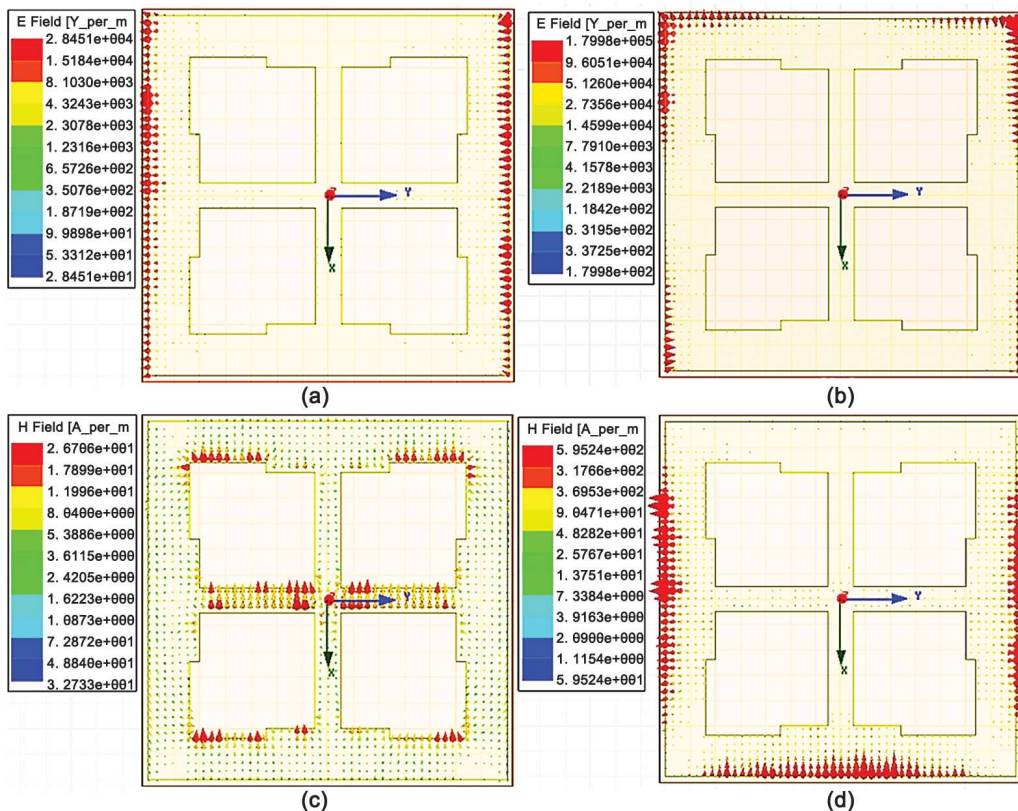 E Field [Y_per_m
2. 8451e+004
1. 5184e+004
8. 1030e+003
4. 3243e+003
2. 3078e+003
1. 2316e+003
6. 5726e+002
3. 5076e+002
1. 8719e+002
9. 9898e+001
5. 3312e+001
2. 8451e+001
Y
X
(a)
E Field [Y_per_m
1. 7998e+005
9. 6051e+004
5. 1260e+004
2. 7356e+004
1. 4599e+004
7. 7910e+003
4. 1578e+003
2. 2189e+003
1. 1842e+003
6. 3195e+002
3. 3725e+002
1. 7998e+002
Y
X
(b)
H Field [A_per_m
2. 6706e+001
1. 7899e+001
1. 1996e+001
8. 0400e+000
5. 3886e+000
3. 6115e+000
2. 4205e+000
1. 6223e+000
1. 0873e+000
7. 2872e+001
4. 8840e+001
3. 2733e+001
Y
X
(c)
H Field [A_per_m
5. 9524e+002
3. 1766e+002
3. 6953e+002
9. 0471e+001
4. 8282e+001
2. 5767e+001
1. 3751e+001
7. 3384e+000
3. 9163e+000
2. 0900e+000
1. 1154e+000
5. 9524e+001
Y
X
(d)